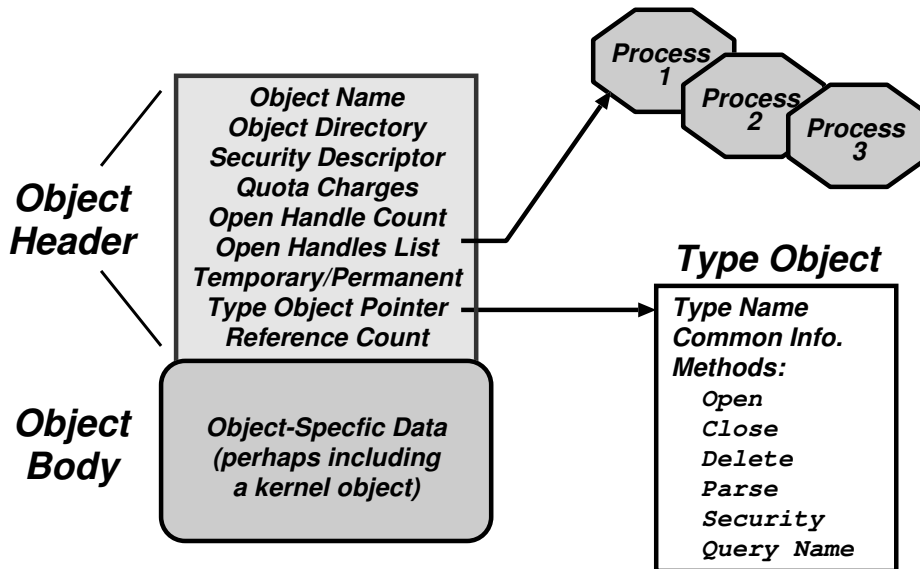 Object Header
Object Name
Object Directory
Security Descriptor
Quota Charges
Open Handle Count
Open Handles List
Temporary/Permanent
Type Object Pointer
Reference Count
Object Body
Object-Specfic Data
(perhaps including
a kernel object)
Process
1
Process
2
Process
3
Type Object
Type Name
Common Info.
Methods:
Open
Close
Delete
Parse
Security
Query Name